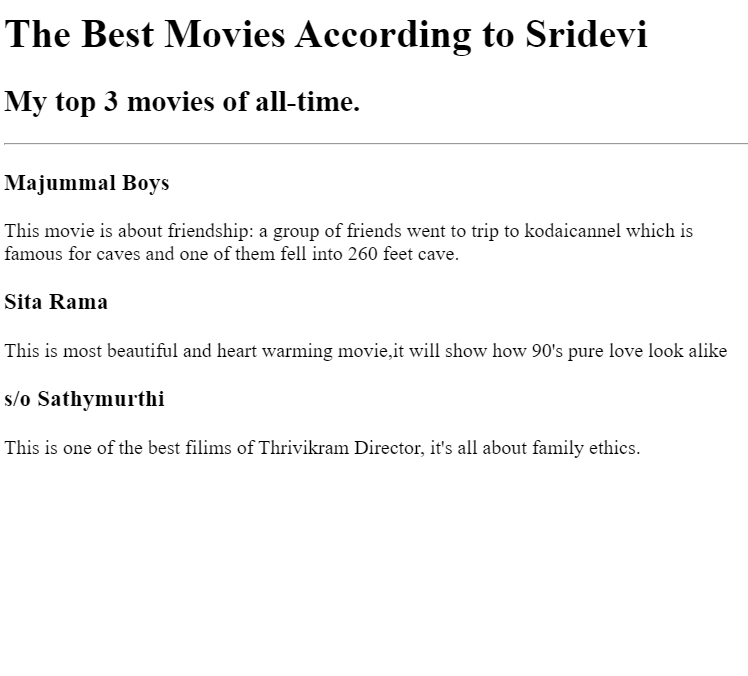 The Best Movies According to Sridevi
My top 3 movies of all-time.
Majummal Boys
This movie is about friendship: a group of friends went to trip to kodaicannel which is
famous for caves and one of them fell into 260 feet cave.
Sita Rama
This is most beautiful and heart warming movie,it will show how 90's pure love look alike
s/o Sathymurthi
This is one of the best filims of Thrivikram Director, it's all about family ethics.